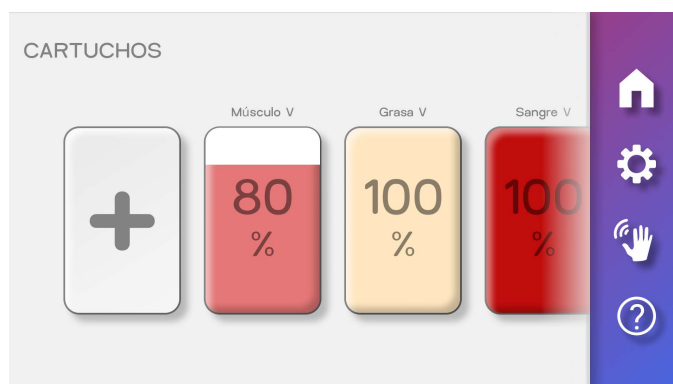 CARTUCHOS
Músculo V Grasa V Sangre V
80 100 100
% % %
?